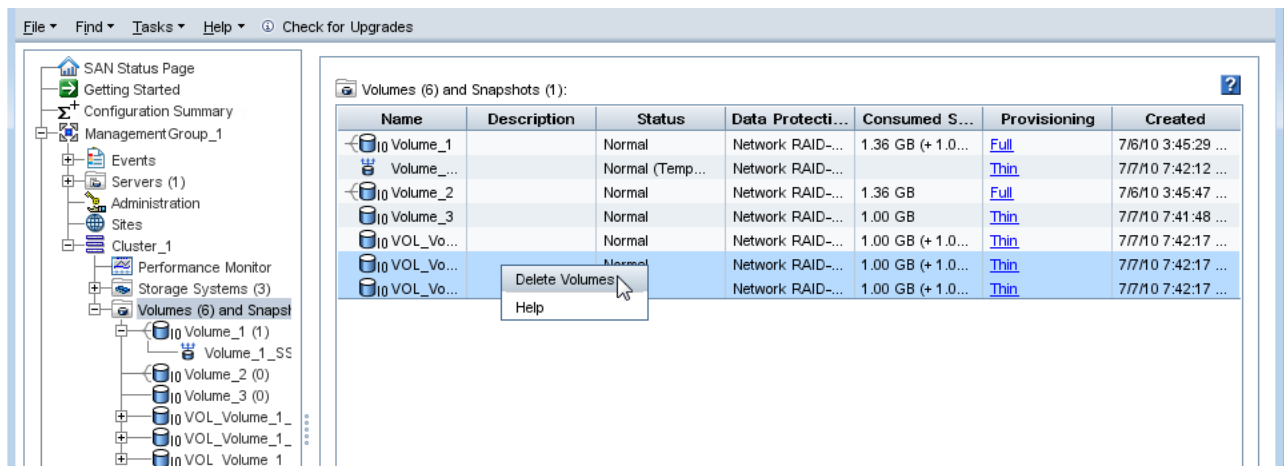 File Find Tasks Help Check for Upgrades
SAN Status Page
Getting Started
Configuration Summary
ManagementGroup_1
Events
Servers (1)
Administration
Sites
Cluster_1
Performance Monitor
Storage Systems (3)
Volumes (6) and Snapsh
Volume_1 (1)
Volume_1_SS
Volume_2 (0)
Volume_3 (0)
VOL_Volume_1_
VOL_Volume_1_
VOL_Volume_1
Volumes (6) and Snapshots (1):
Name Description Status Data Protecti... Consumed S... Provisioning Created
Volume_1 Normal Network RAID-... 1.36 GB (+ 1.0... Full 7/6/10 3:45:29 ...
Volume_... Normal (Temp... Network RAID-... Thin 7/7/10 7:42:12 ...
Volume_2 Normal Network RAID-... 1.36 GB Full 7/6/10 3:45:47 ...
Volume_3 Normal Network RAID-... 1.00 GB Thin 7/7/10 7:41:48 ...
VOL_Vo... Normal Network RAID-... 1.00 GB (+ 1.0... Thin 7/7/10 7:42:17 ...
VOL_Vo... Normal Network RAID-... 1.00 GB (+ 1.0... Thin 7/7/10 7:42:17 ...
VOL_Vo... Network RAID-... 1.00 GB (+ 1.0... Thin 7/7/10 7:42:17 ...
Delete Volumes
Help